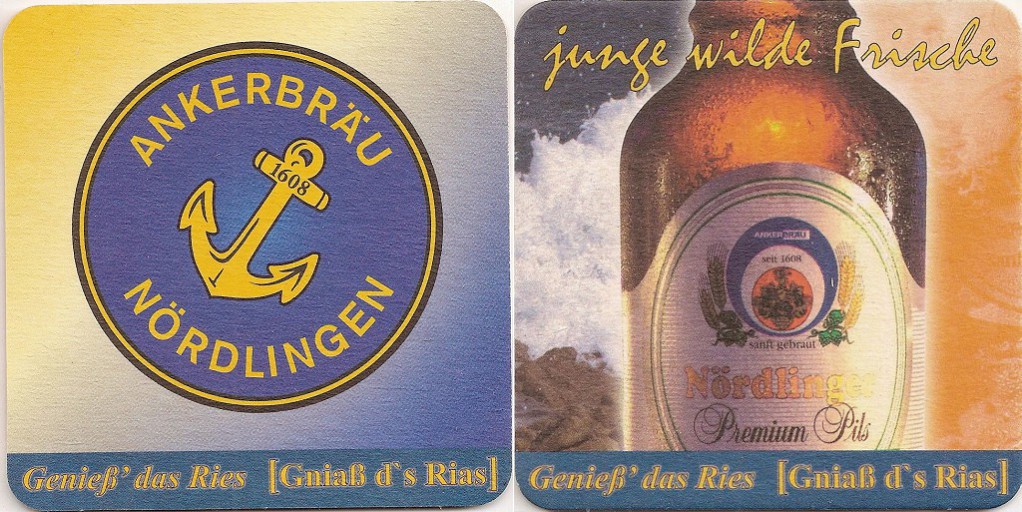 ANKERBRÄU
1608
NÖRDLINGEN
Genieß' das Ries [Gniaß d`s Rias]
junge wilde Frische
ANKERBRÄU
seit 1608
sanft gebraut
Nördlinger
Premium Pils
Genieß' das Ries [Gniaß d`s Rias]